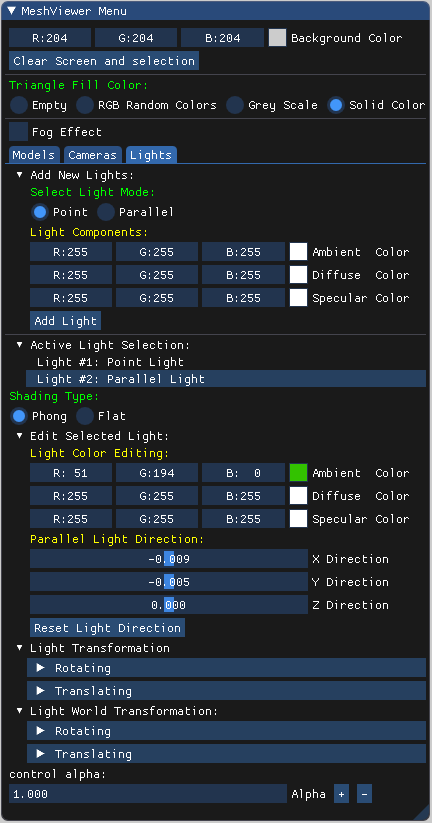 MeshViewer Menu
R:204 G:204 B:204 Background Color
Clear Screen and selection
Triangle Fill Color:
Empty RGB Random Colors Grey Scale Solid Color
Fog Effect
Models Cameras Lights
Add New Lights:
Select Light Mode:
Point Parallel
Light Components:
R:255 G:255 B:255 Ambient Color
R:255 G:255 B:255 Diffuse Color
R:255 G:255 B:255 Specular Color
Add Light
Active Light Selection:
Light #1: Point Light
Light #2: Parallel Light
Shading Type:
Phong Flat
Edit Selected Light:
Light Color Editing:
R: 51 G:194 B: 0 Ambient Color
R:255 G:255 B:255 Diffuse Color
R:255 G:255 B:255 Specular Color
Parallel Light Direction:
-0.009 X Direction
-0.005 Y Direction
0.000 Z Direction
Reset Light Direction
Light Transformation
Rotating
Translating
Light World Transformation:
Rotating
Translating
control alpha:
1.000 Alpha + -